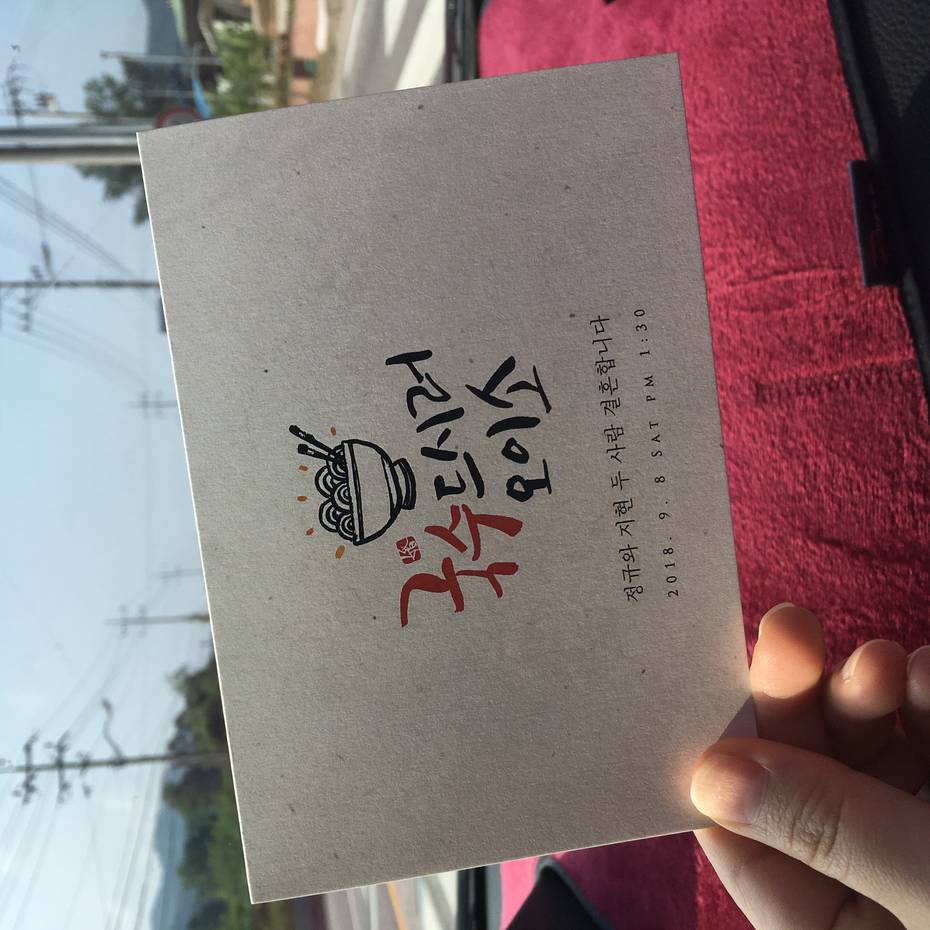 국수 드시러
오이소
정규와 지현 두 사람 결혼합니다
2018. 9. 8 SAT PM 1:30